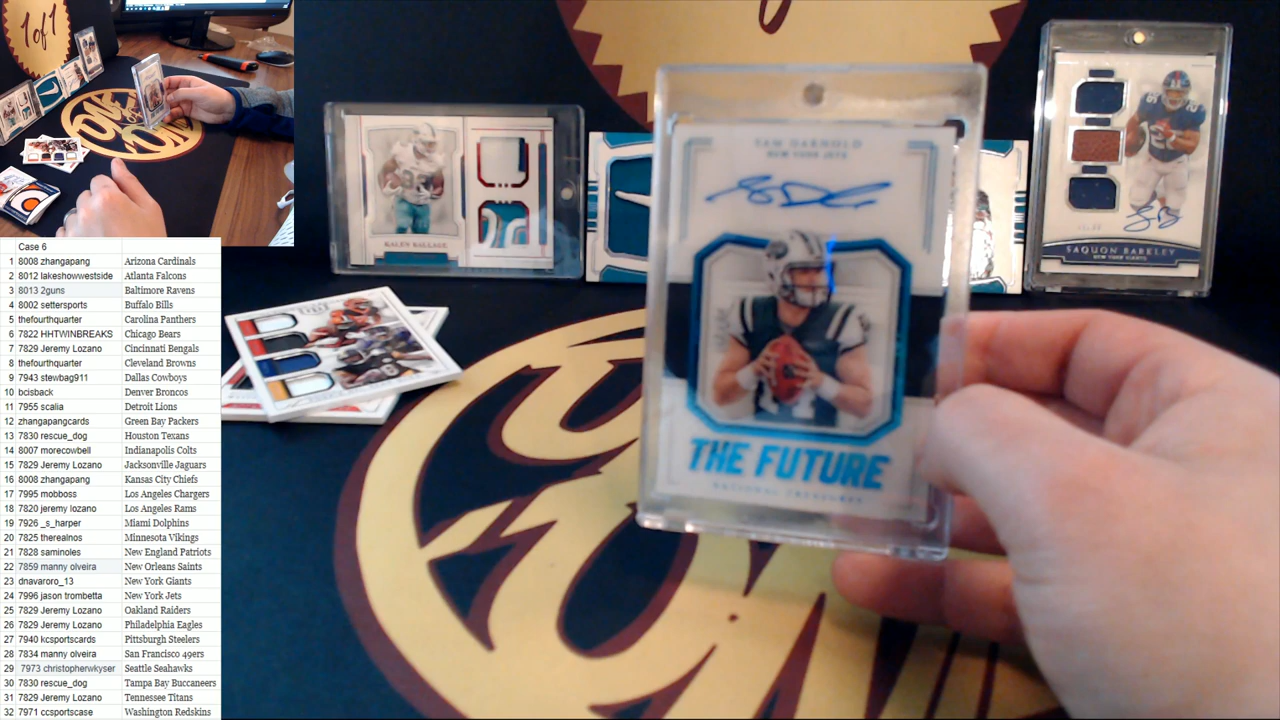 1 of 1
Case 6
1 8008 zhangapang Arizona Cardinals
2 8012 lakeshowwestside Atlanta Falcons
3 8013 2guns Baltimore Ravens
4 8002 settersports Buffalo Bills
5 thefourthquarter Carolina Panthers
6 7822 HHTWINBREAKS Chicago Bears
7 7829 Jeremy Lozano Cincinnati Bengals
8 thefourthquarter Cleveland Browns
9 7943 stewbag911 Dallas Cowboys
10 bcisback Denver Broncos
11 7955 scalia Detroit Lions
12 zhangapangcards Green Bay Packers
13 7830 rescue_dog Houston Texans
14 8007 morecowbell Indianapolis Colts
15 7829 Jeremy Lozano Jacksonville Jaguars
16 8008 zhangapang Kansas City Chiefs
17 7995 mobboss Los Angeles Chargers
18 7820 jeremy lozano Los Angeles Rams
19 7926 _s_harper Miami Dolphins
20 7825 therealnos Minnesota Vikings
21 7828 saminoles New England Patriots
22 7859 manny olveira New Orleans Saints
23 dnavaroro_13 New York Giants
24 7996 jason trombetta New York Jets
25 7829 Jeremy Lozano Oakland Raiders
26 7829 Jeremy Lozano Philadelphia Eagles
27 7940 kcsportscards Pittsburgh Steelers
28 7834 manny olveira San Francisco 49ers
29 7973 christopherwkyser Seattle Seahawks
30 7830 rescue_dog Tampa Bay Buccaneers
31 7829 Jeremy Lozano Tennessee Titans
32 7971 ccsportscase Washington Redskins
KALEN BALLAGE
SAM DARNOLD
NEW YORK JETS
THE FUTURE
NATIONAL TREASURES
SAQUON BARKLEY
NEW YORK GIANTS